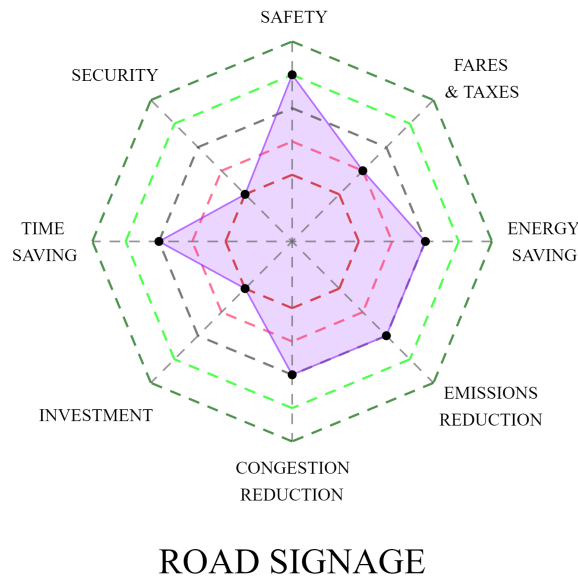 SAFETY
FARES
& TAXES
SECURITY
TIME
SAVING
ENERGY
SAVING
INVESTMENT
EMISSIONS
REDUCTION
CONGESTION
REDUCTION
ROAD SIGNAGE